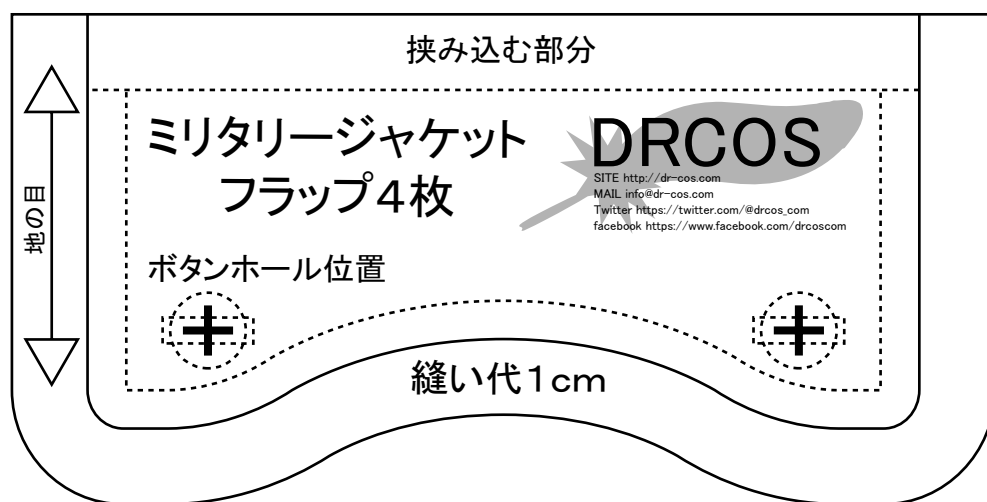 挟み込む部分
ミリタリージャケット
フラップ4枚
DRCOS
SITE http://dr-cos.com
MAIL info@dr-cos.com
Twitter https://twitter.com/@drcos_com
facebook https://www.facebook.com/drcoscom
地の目
ボタンホール位置
縫い代1cm